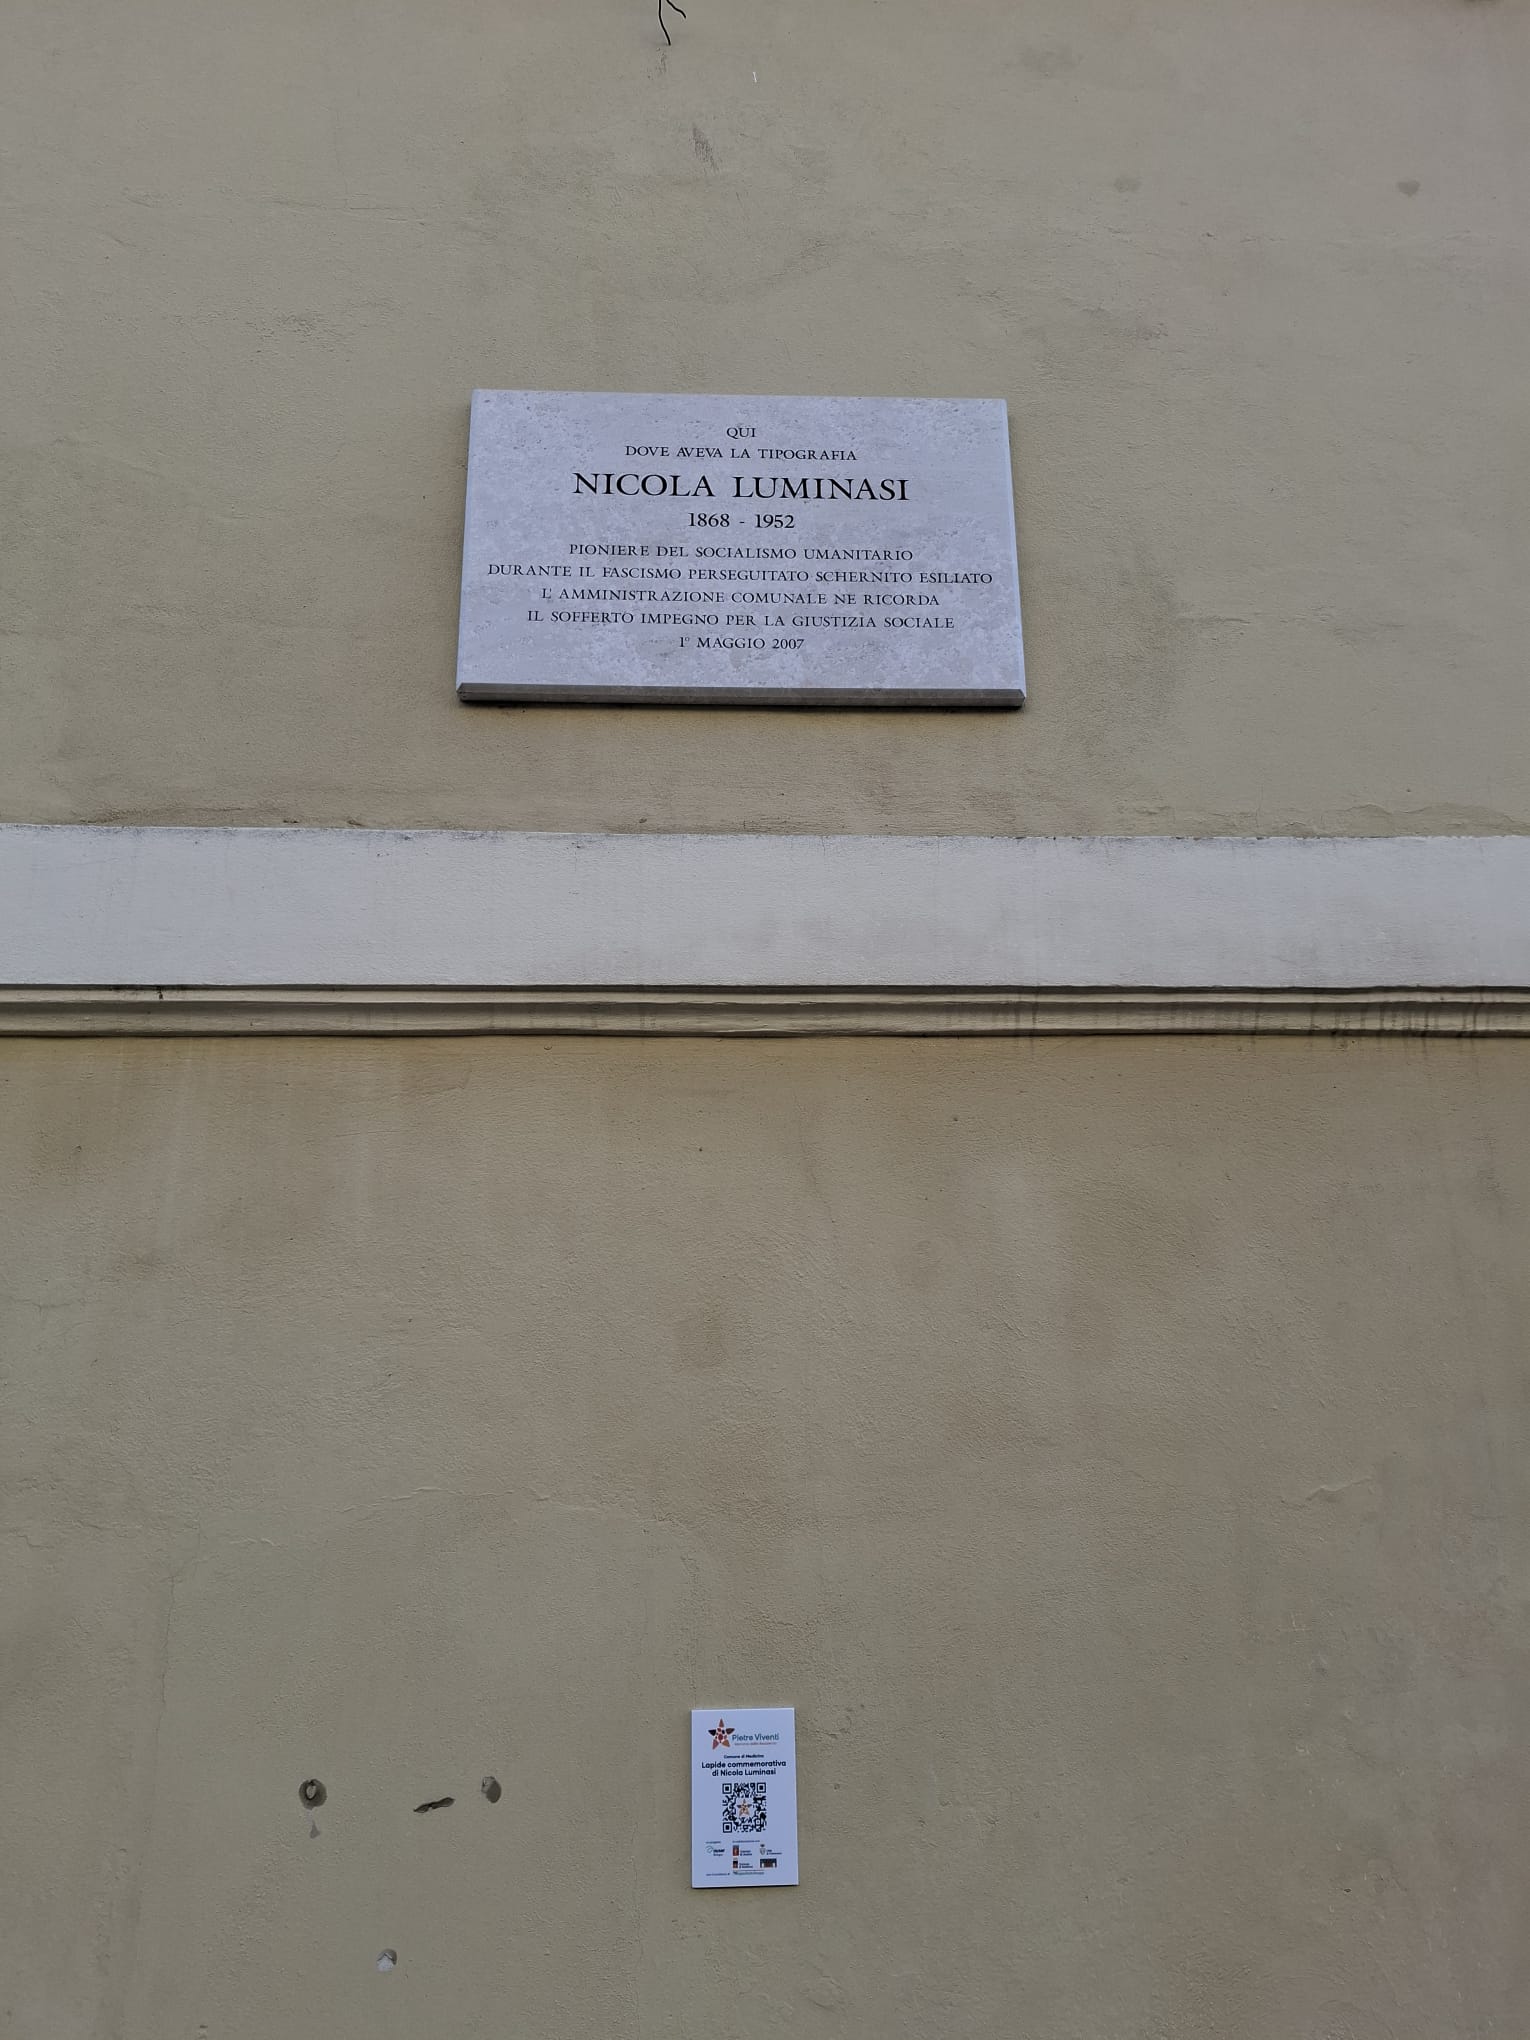 QUI
DOVE AVEVA LA TIPOGRAFIA
NICOLA LUMINASI
1868 - 1952
PIONIERE DEL SOCIALISMO UMANITARIO
DURANTE IL FASCISMO PERSEGUITATO SCHERNITO ESILIATO
L' AMMINISTRAZIONE COMUNALE NE RICORDA
IL SOFFERTO IMPEGNO PER LA GIUSTIZIA SOCIALE
1° MAGGIO 2007
Pietre Viventi
Comune di Medicina
Lapide commemorativa
di Nicola Luminasi